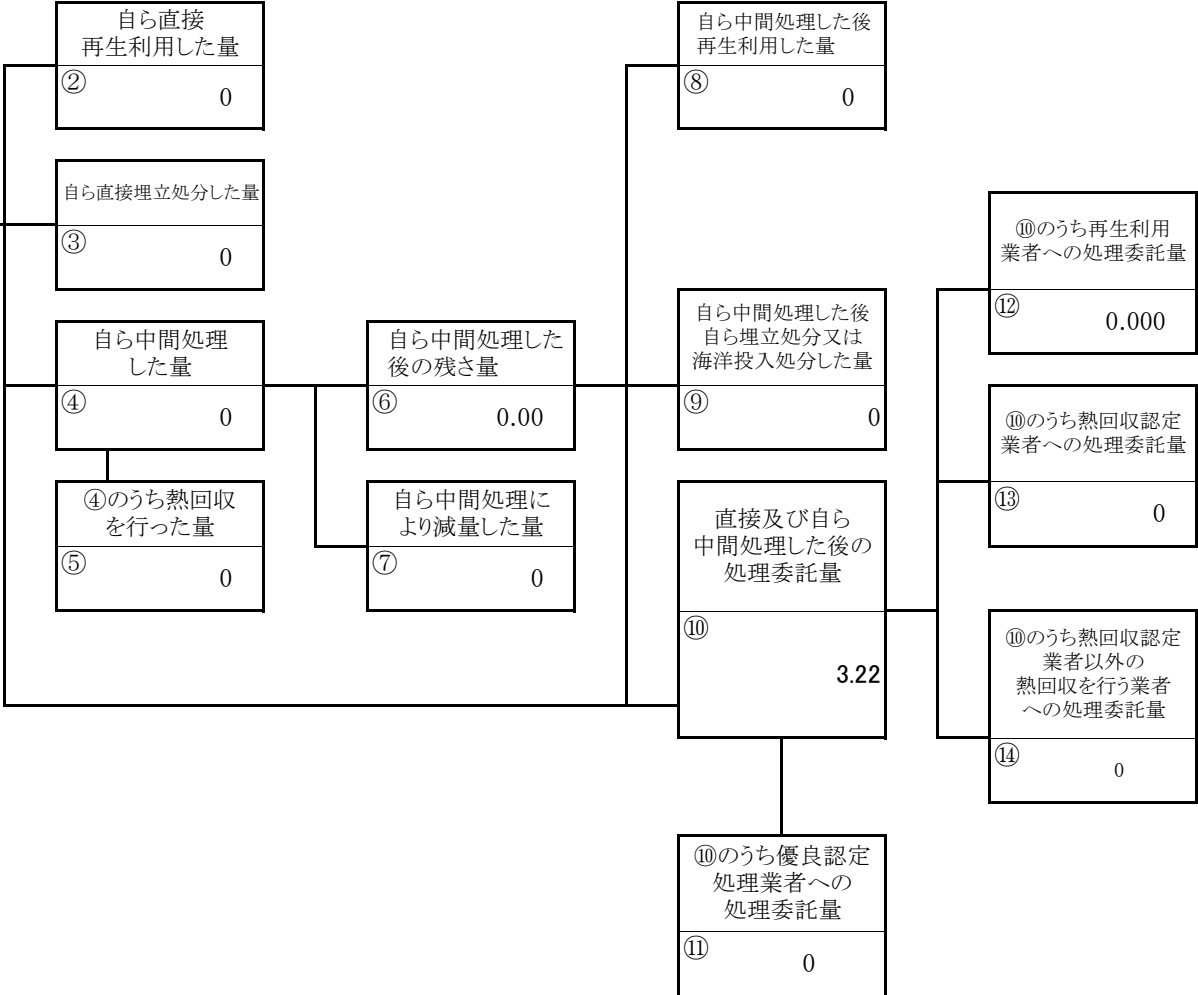 自ら直接
再生利用した量
②
0
自ら直接埋立処分した量
③
0
自ら中間処理
した量
④
0
④のうち熱回収
を行った量
⑤
0
自ら中間処理した
後の残さ量
⑥
0.00
自ら中間処理に
より減量した量
⑦
0
自ら中間処理した後
再生利用した量
⑧
0
自ら中間処理した後
自ら埋立処分又は
海洋投入処分した量
⑨
0
直接及び自ら
中間処理した後の
処理委託量
⑩
3.22
⑩のうち優良認定
処理業者への
処理委託量
⑪
0
⑩のうち再生利用
業者への処理委託量
⑫
0.000
⑩のうち熱回収認定
業者への処理委託量
⑬
0
⑩のうち熱回収認定
業者以外の
熱回収を行う業者
への処理委託量
⑭
0